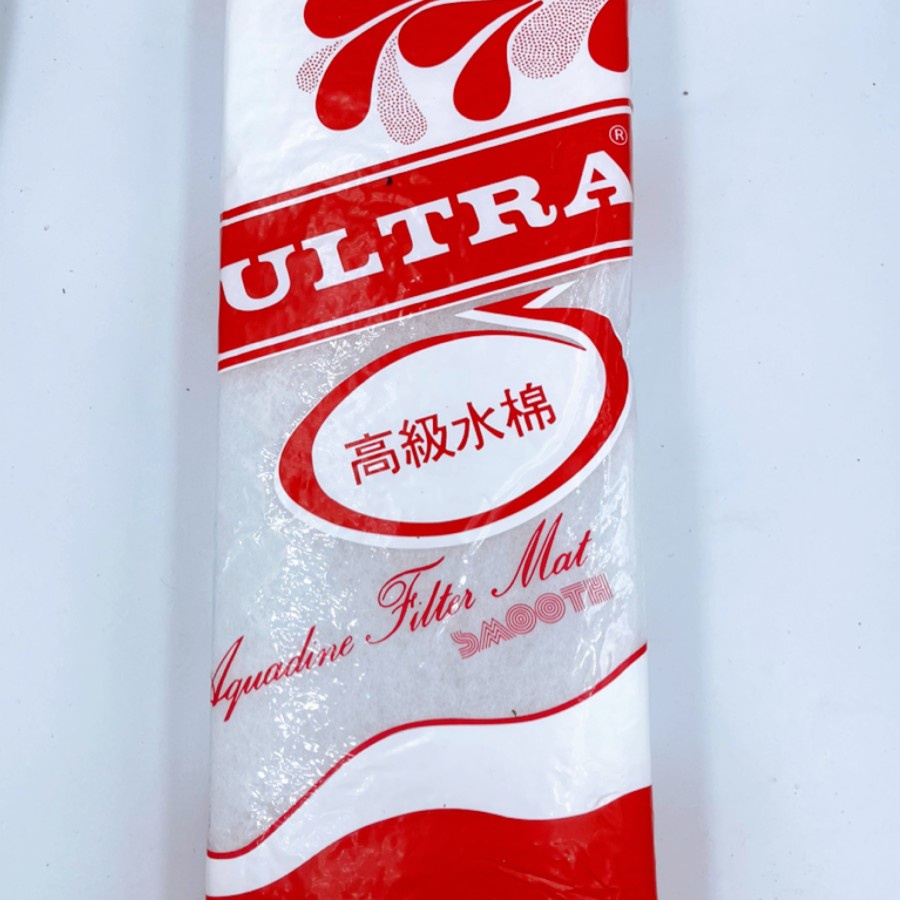 ULTRA®
高級水棉
Aquadine Filter Mat
SMOOTH